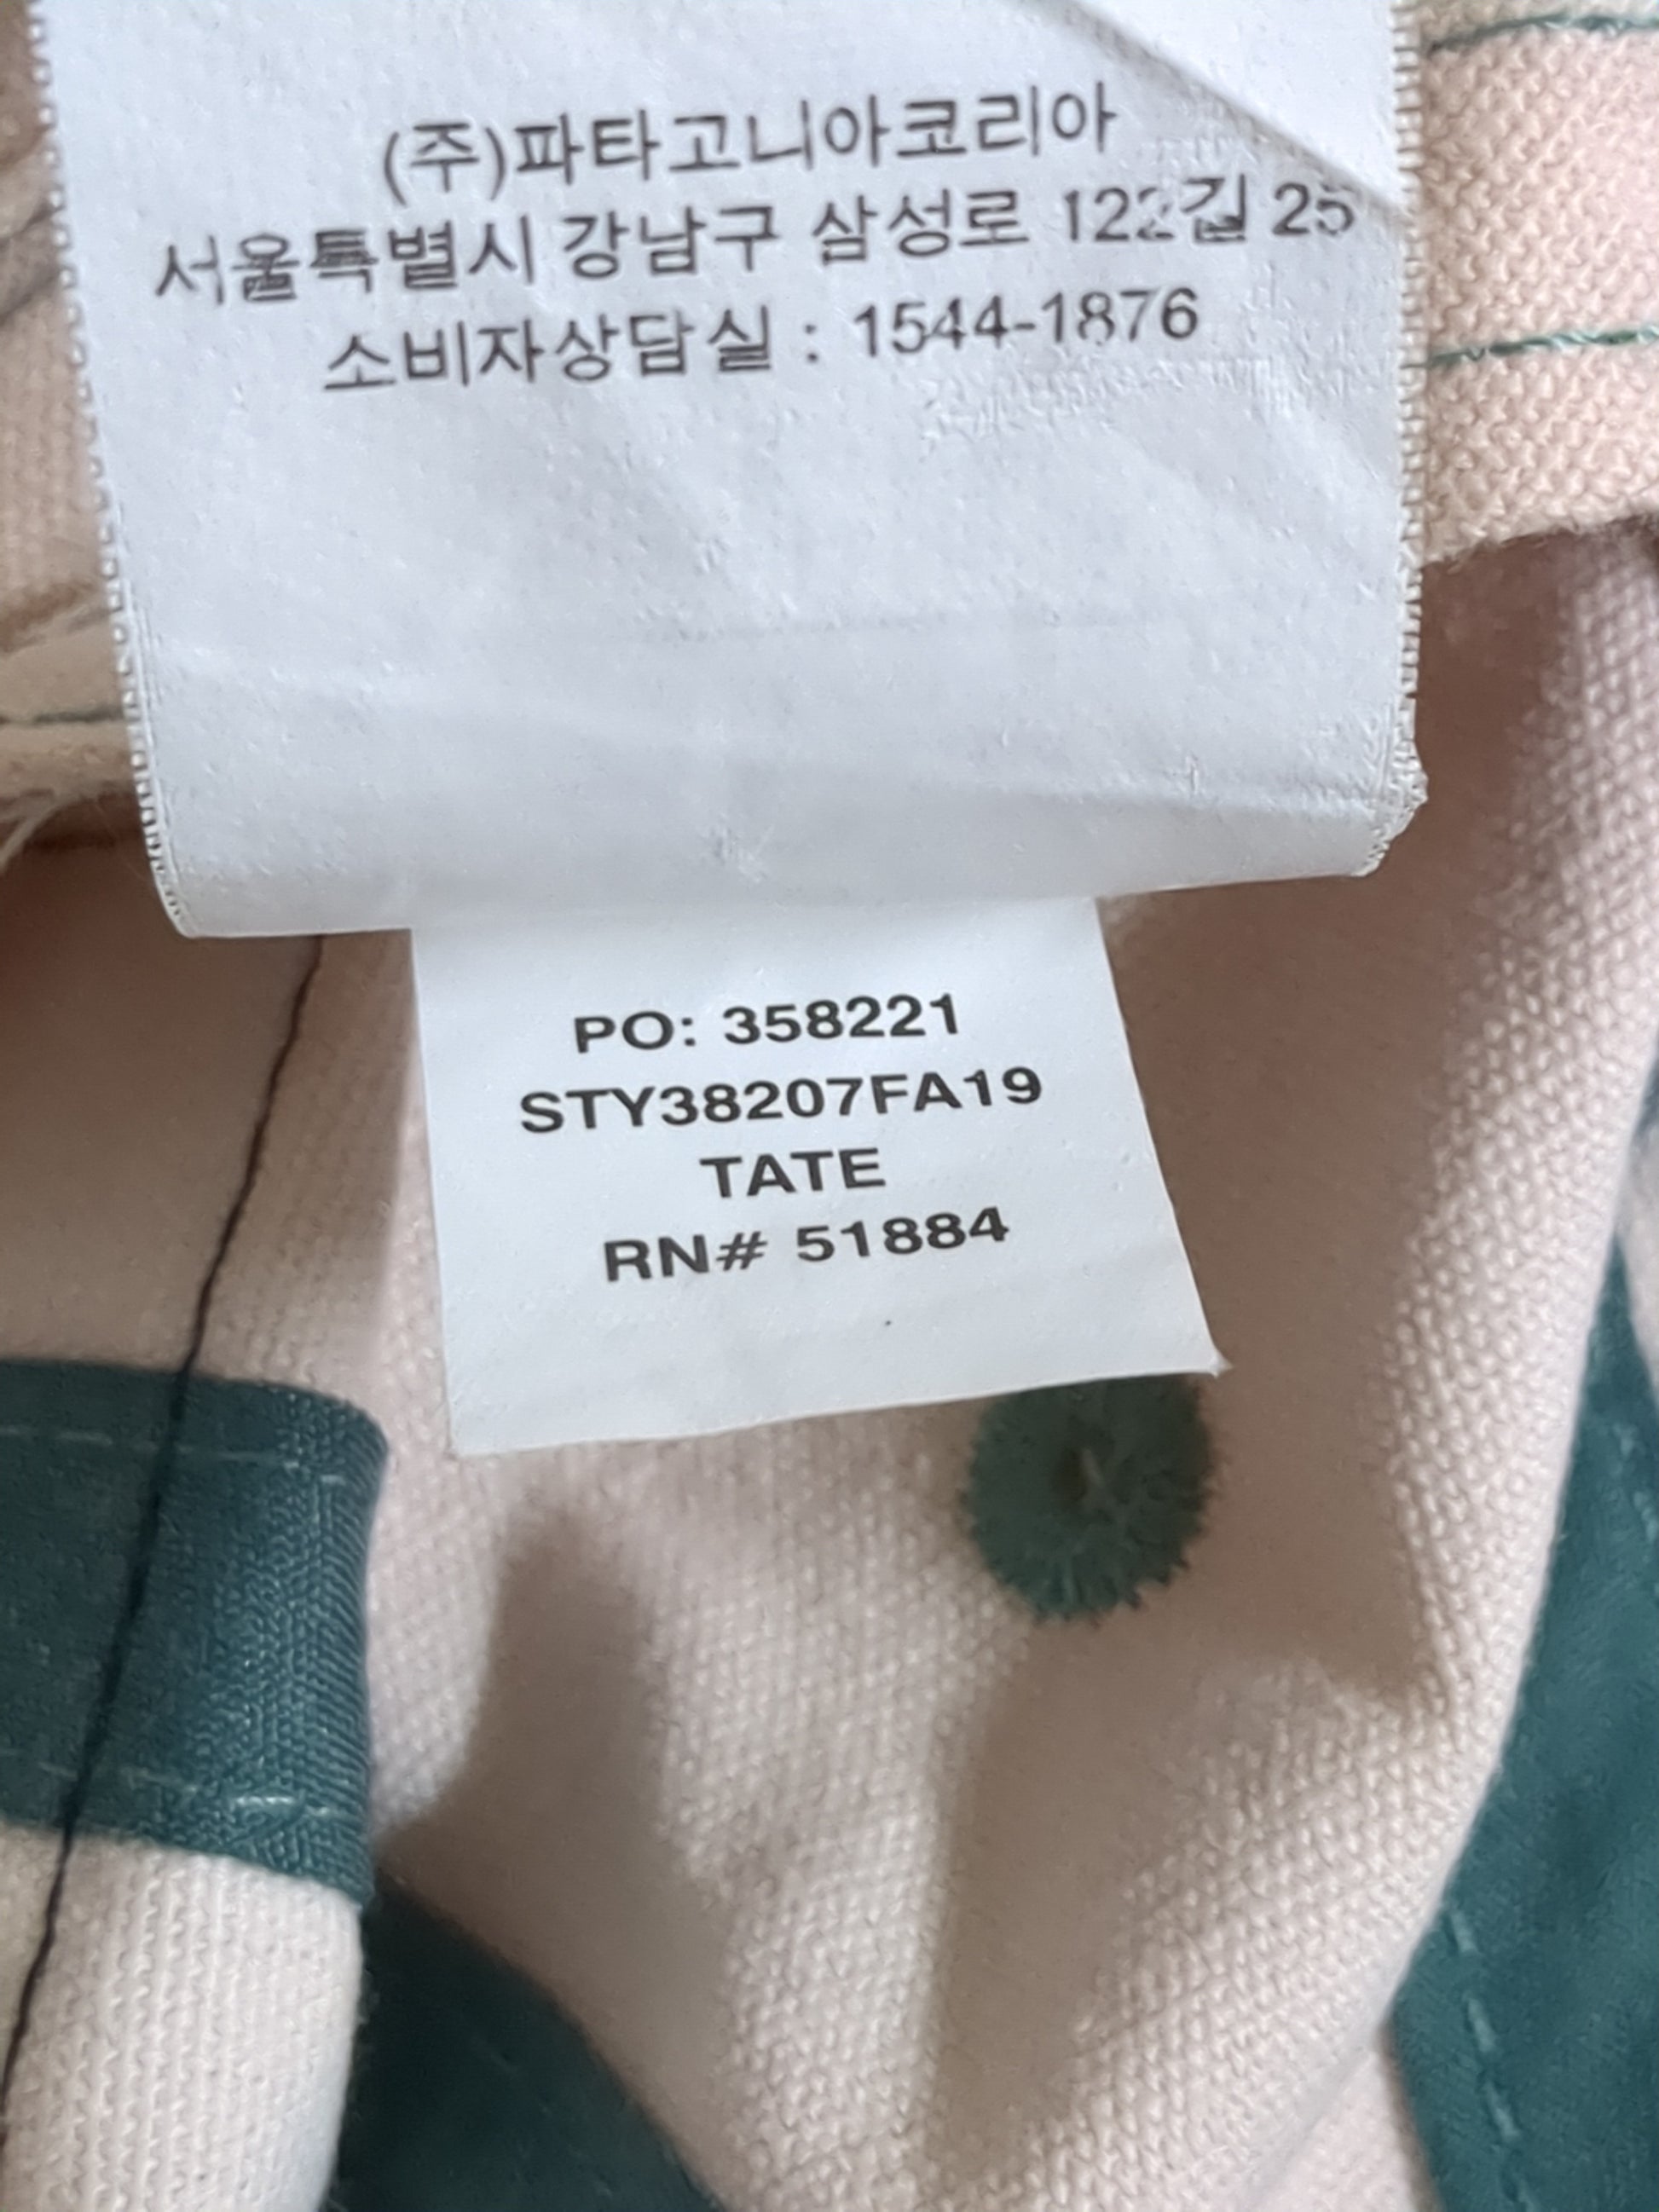 (주)파타고니아코리아
서울특별시 강남구 삼성로 122길 25
소비자상담실 : 1544-1876
PO: 358221
STY38207FA19
TATE
RN# 51884